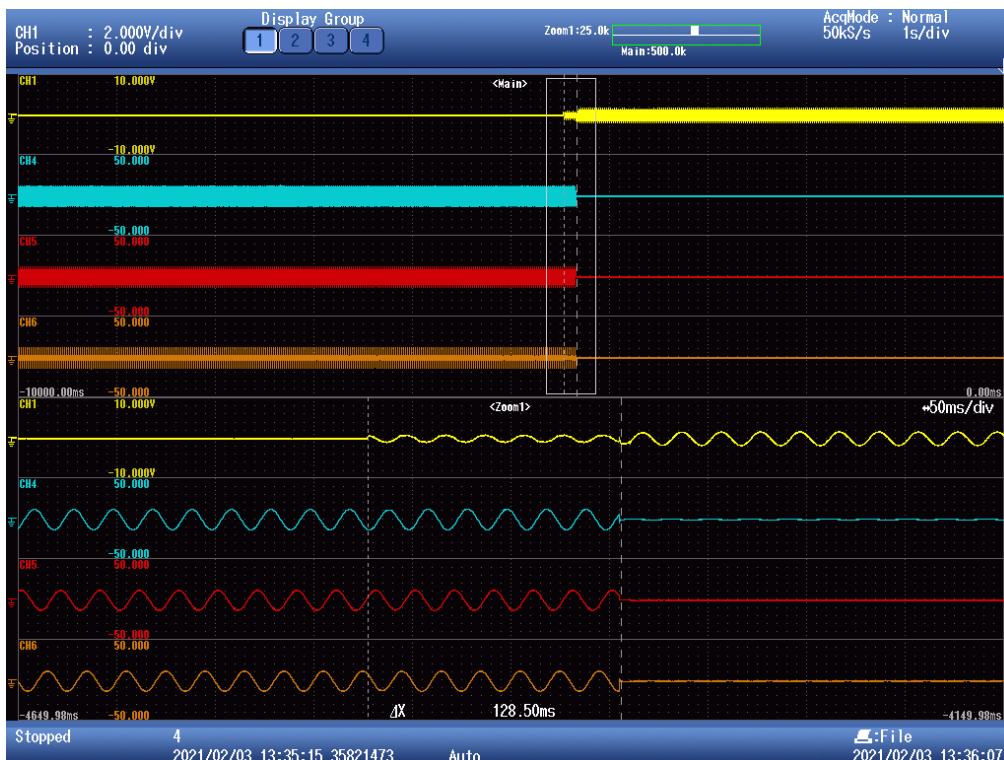 CH1 : 2.000V/div
Position : 0.00 div
Display Group
1 2 3 4
Zoom1:25.0k
Main:500.0k
AcqMode : Normal
50kS/s 1s/div
CH1 10.000V
<Main>
-10.000V
CH4 50.000
-50.000
CH5 50.000
-50.000
CH6 50.000
-10000.00ms -50.000 0.00ms
CH1 10.000V <Zoom1> ↔50ms/div
-10.000V
CH4 50.000
-50.000
CH5 50.000
-50.000
CH6 50.000
ΔX 128.50ms
-4649.98ms -50.000 -4149.98ms
Stopped 4 :File
2021/02/03 13:35:15.35821473 Auto 2021/02/03 13:36:07